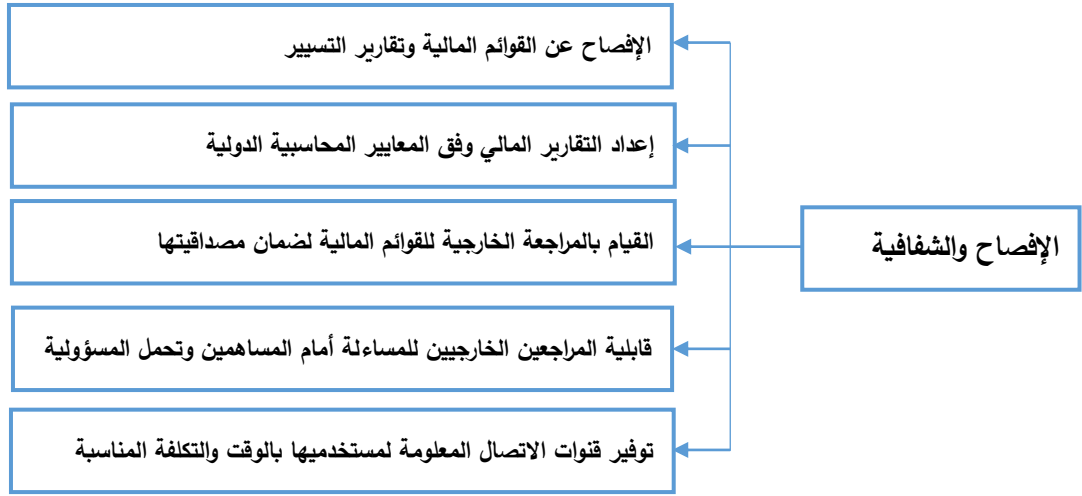 الإفصاح والشفافية
الإفصاح عن القوائم المالية وتقارير التسيير
إعداد التقارير المالي وفق المعايير المحاسبية الدولية
القيام بالمراجعة الخارجية للقوائم المالية لضمان مصداقيتها
قابلية المراجعين الخارجيين للمساءلة أمام المساهمين وتحمل المسؤولية
توفير قنوات الاتصال المعلومة لمستخدميها بالوقت والتكلفة المناسبة